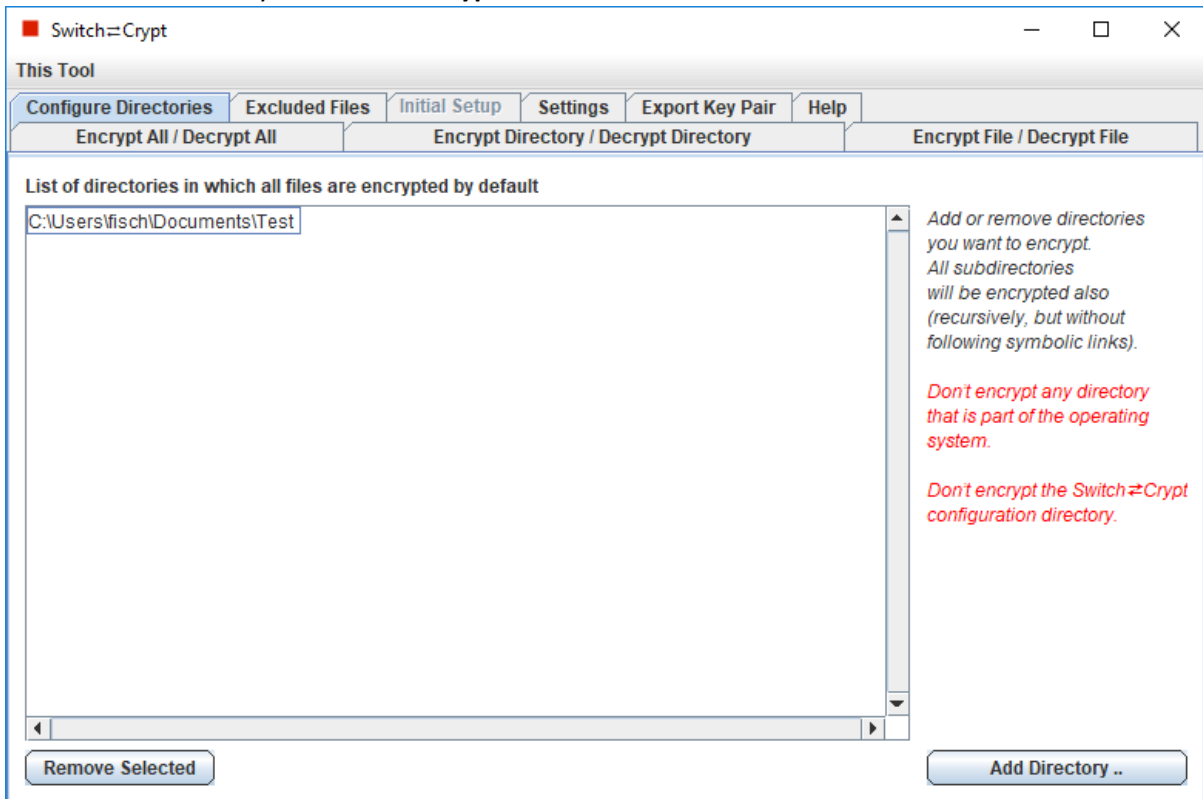 Switch⇄Crypt
This Tool
Configure Directories Excluded Files Initial Setup Settings Export Key Pair Help
Encrypt All / Decrypt All Encrypt Directory / Decrypt Directory Encrypt File / Decrypt File
List of directories in which all files are encrypted by default
C:\Users\fisch\Documents\Test
Add or remove directories
you want to encrypt.
All subdirectories
will be encrypted also
(recursively, but without
following symbolic links).
Don't encrypt any directory
that is part of the operating
system.
Don't encrypt the Switch⇄Crypt
configuration directory.
Remove Selected Add Directory ..